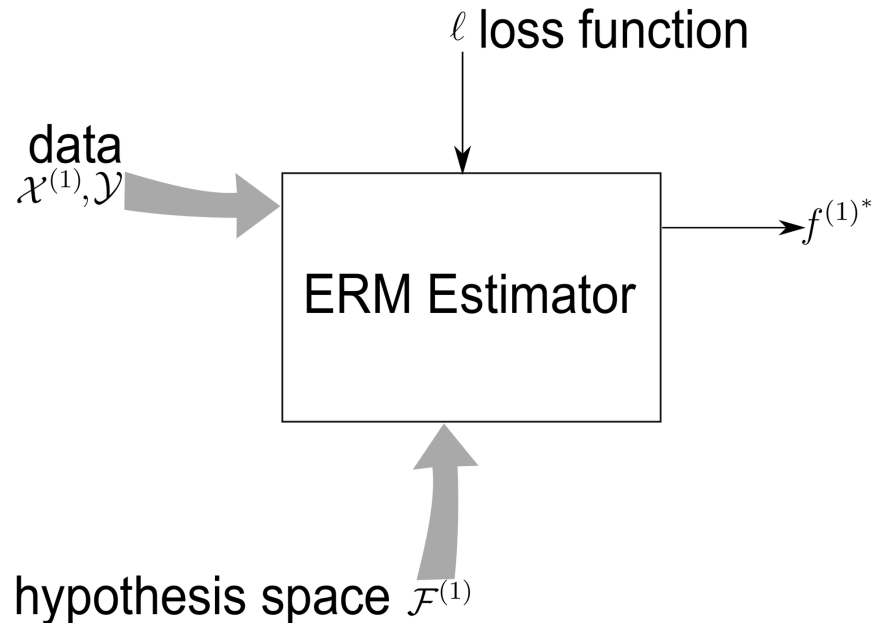 ℓ loss function
data
𝒳⁽¹⁾, 𝒴
f⁽¹⁾*
ERM Estimator
hypothesis space ℱ⁽¹⁾